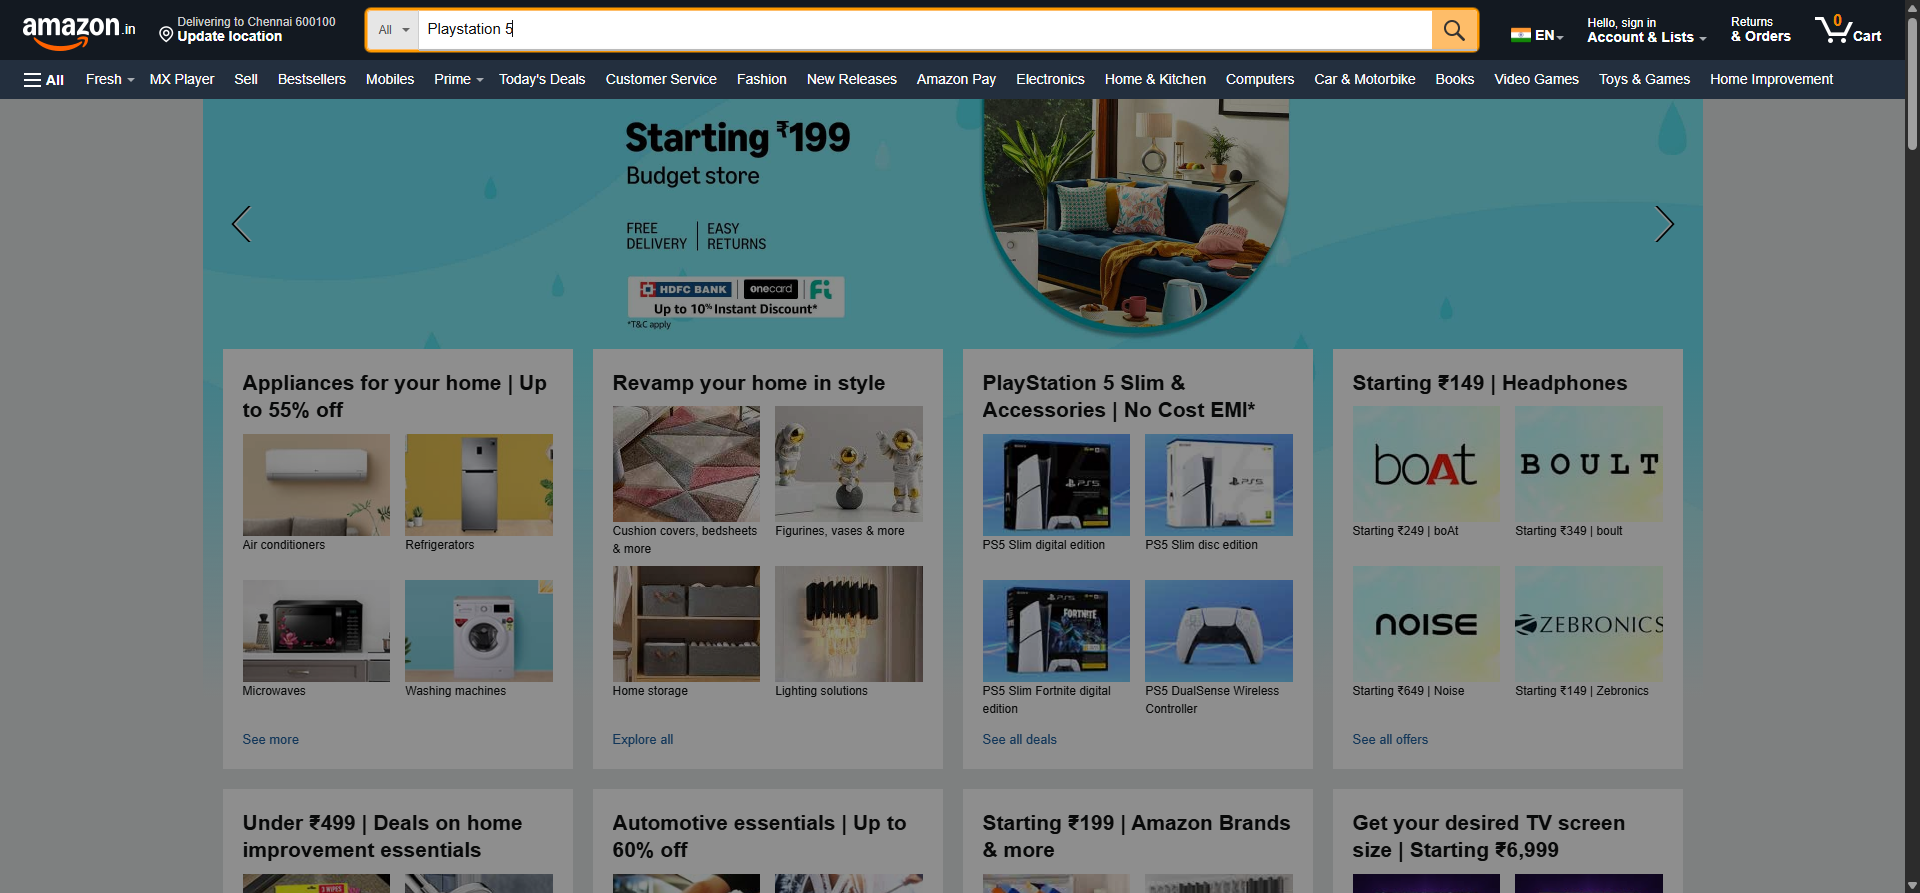 amazon.in
Delivering to Chennai 600100
Update location
All
Playstation 5
EN
Hello, sign in
Account & Lists
Returns
& Orders
0
Cart
All
Fresh
MX Player
Sell
Bestsellers
Mobiles
Prime
Today's Deals
Customer Service
Fashion
New Releases
Amazon Pay
Electronics
Home & Kitchen
Computers
Car & Motorbike
Books
Video Games
Toys & Games
Home Improvement
Starting ₹199
Budget store
FREE
DELIVERY
EASY
RETURNS
HDFC BANK
onecard
Fi
Up to 10% Instant Discount*
*T&C apply
Appliances for your home | Up
to 55% off
Air conditioners
Refrigerators
Microwaves
Washing machines
See more
Revamp your home in style
Cushion covers, bedsheets
& more
Figurines, vases & more
Home storage
Lighting solutions
Explore all
PlayStation 5 Slim &
Accessories | No Cost EMI*
PS5
PS5
PS5 Slim digital edition
PS5 Slim disc edition
PS5
FORTNITE
PS5 Slim Fortnite digital
edition
PS5 DualSense Wireless
Controller
See all deals
Starting ₹149 | Headphones
boAt
BOULT
Starting ₹249 | boAt
Starting ₹349 | boult
NOISE
ZEBRONICS
Starting ₹649 | Noise
Starting ₹149 | Zebronics
See all offers
Under ₹499 | Deals on home
improvement essentials
Automotive essentials | Up to
60% off
Starting ₹199 | Amazon Brands
& more
Get your desired TV screen
size | Starting ₹6,999